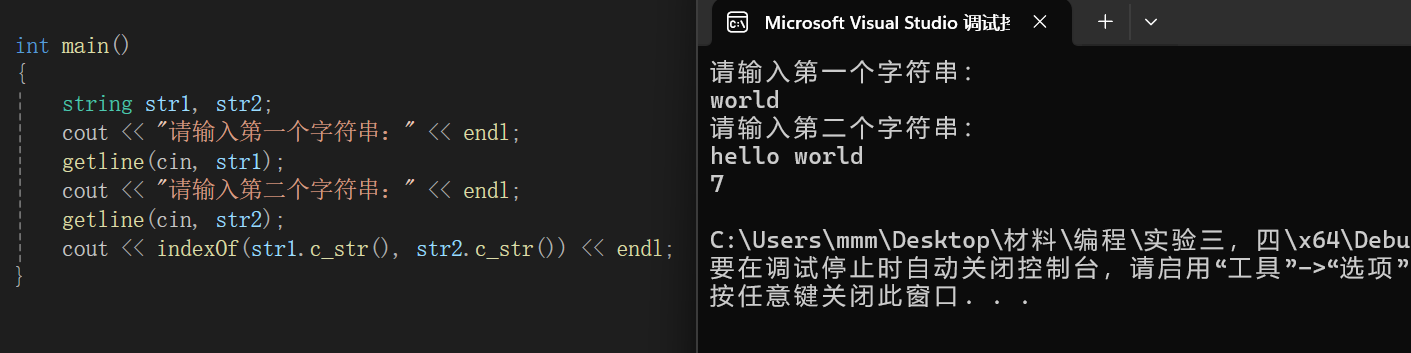 int main()
{
string str1, str2;
cout << "请输入第一个字符串：" << endl;
getline(cin, str1);
cout << "请输入第二个字符串：" << endl;
getline(cin, str2);
cout << indexOf(str1.c_str(), str2.c_str()) << endl;
}
Microsoft Visual Studio 调试
请输入第一个字符串：
world
请输入第二个字符串：
hello world
7
C:\Users\mmm\Desktop\材料\编程\实验三，四\x64\Debu
要在调试停止时自动关闭控制台，请启用“工具”->“选项”
按任意键关闭此窗口. . .